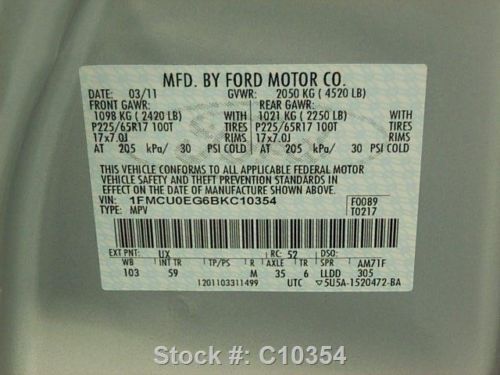 MFD. BY FORD MOTOR CO.
DATE: 03/11 GVWR: 2050 KG (4520 LB)
FRONT GAWR: REAR GAWR:
1098 KG (2420 LB) WITH 1021 KG (2250 LB) WITH
P225/65R17 100T TIRES P225/65R17 100T TIRES
17x7.0J RIMS 17x7.0J RIMS
AT 205 kPa/ 30 PSI COLD AT 205 kPa/ 30 PSI COLD
THIS VEHICLE CONFORMS TO ALL APPLICABLE FEDERAL MOTOR
VEHICLE SAFETY AND THEFT PREVENTION STANDARDS IN
EFFECT ON THE DATE OF MANUFACTURE SHOWN ABOVE.
VIN: 1FMCU0EG6BKC10354 F0089
TYPE: MPV T0217
EXT PNT: UX RC: 52 DSO:
WB INT TR TP/PS R AXLE TR SPR AM71F
103 59 M 35 6 LLDD 305
1201103311499 UTC ▽5U5A-1520472-BA
Stock #: C10354